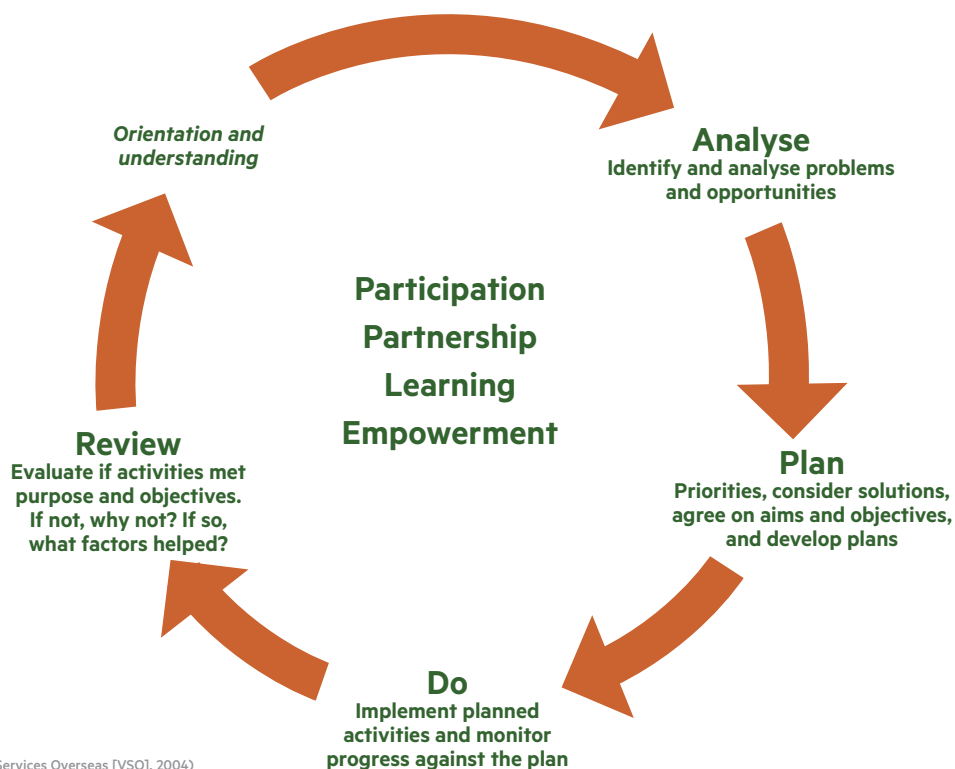 Orientation and
understanding
Analyse
Identify and analyse problems
and opportunities
Participation
Partnership
Learning
Empowerment
Plan
Priorities, consider solutions,
agree on aims and objectives,
and develop plans
Do
Implement planned
activities and monitor
progress against the plan
Review
Evaluate if activities met
purpose and objectives.
If not, why not? If so,
what factors helped?
Services Overseas [VSO], 2004)